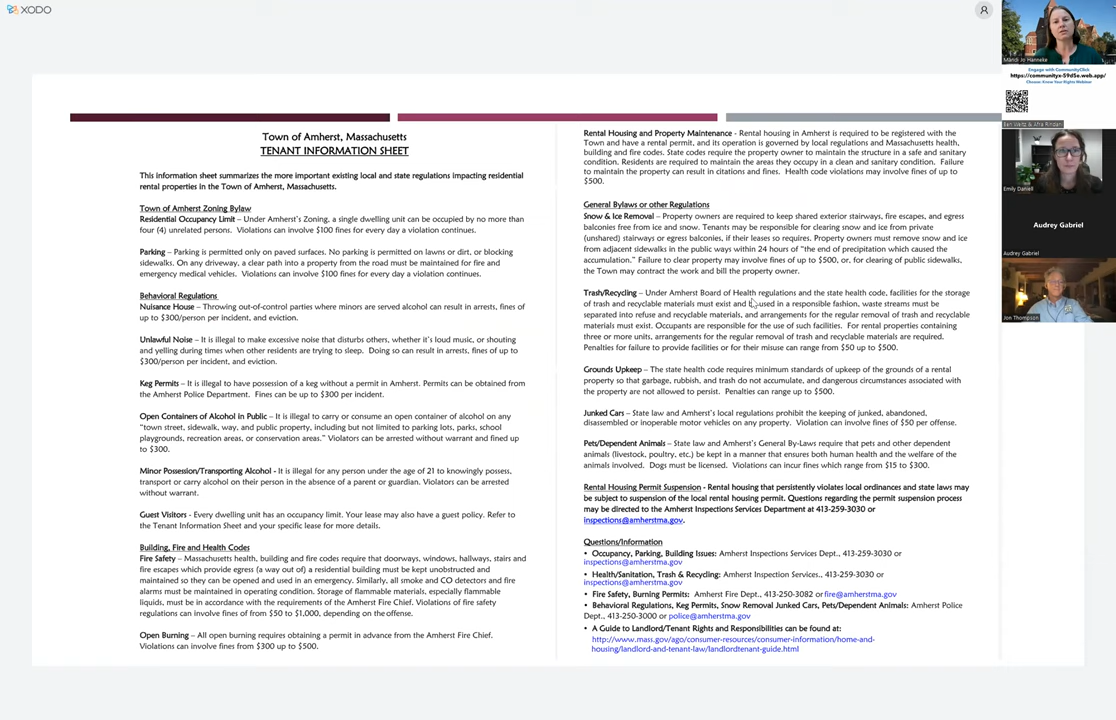 XODO
Town of Amherst, Massachusetts
TENANT INFORMATION SHEET
This information sheet summarizes the more important existing local and state regulations impacting residential
rental properties in the Town of Amherst, Massachusetts.
Town of Amherst Zoning Bylaw
Residential Occupancy Limit – Under Amherst's Zoning, a single dwelling unit can be occupied by no more than
four (4) unrelated persons. Violations can involve $100 fines for every day a violation continues.
Parking – Parking is permitted only on paved surfaces. No parking is permitted on lawns or dirt, or blocking
sidewalks. On any driveway, a clear path into a property from the road must be maintained for fire and
emergency medical vehicles. Violations can involve $100 fines for every day a violation continues.
Behavioral Regulations
Nuisance House – Throwing out-of-control parties where minors are served alcohol can result in arrests, fines of
up to $300/person per incident, and eviction.
Unlawful Noise – It is illegal to make excessive noise that disturbs others, whether it's loud music, or shouting
and yelling during times when other residents are trying to sleep. Doing so can result in arrests, fines of up to
$300/person per incident, and eviction.
Keg Permits – It is illegal to have possession of a keg without a permit in Amherst. Permits can be obtained from
the Amherst Police Department. Fines can be up to $300 per incident.
Open Containers of Alcohol in Public – It is illegal to carry or consume an open container of alcohol on any
"town street, sidewalk, way, and public property, including but not limited to parking lots, parks, school
playgrounds, recreation areas, or conservation areas." Violators can be arrested without warrant and fined up
to $300.
Minor Possession/Transporting Alcohol - It is illegal for any person under the age of 21 to knowingly possess,
transport or carry alcohol on their person in the absence of a parent or guardian. Violators can be arrested
without warrant.
Guest Visitors - Every dwelling unit has an occupancy limit. Your lease may also have a guest policy. Refer to
the Tenant Information Sheet and your specific lease for more details.
Building, Fire and Health Codes
Fire Safety – Massachusetts health, building and fire codes require that doorways, windows, hallways, stairs and
fire escapes which provide egress (a way out of) a residential building must be kept unobstructed and
maintained so they can be opened and used in an emergency. Similarly, all smoke and CO detectors and fire
alarms must be maintained in operating condition. Storage of flammable materials, especially flammable
liquids, must be in accordance with the requirements of the Amherst Fire Chief. Violations of fire safety
regulations can involve fines of from $50 to $1,000, depending on the offense.
Open Burning – All open burning requires obtaining a permit in advance from the Amherst Fire Chief.
Violations can involve fines from $300 up to $500.
Rental Housing and Property Maintenance - Rental housing in Amherst is required to be registered with the
Town and have a rental permit, and its operation is governed by local regulations and Massachusetts health,
building and fire codes. State codes require the property owner to maintain the structure in a safe and sanitary
condition. Residents are required to maintain the areas they occupy in a clean and sanitary condition. Failure
to maintain the property can result in citations and fines. Health code violations may involve fines of up to
$500.
General Bylaws or other Regulations
Snow & Ice Removal – Property owners are required to keep shared exterior stairways, fire escapes, and egress
balconies free from ice and snow. Tenants may be responsible for clearing snow and ice from private
(unshared) stairways or egress balconies, if their leases so requires. Property owners must remove snow and ice
from adjacent sidewalks in the public ways within 24 hours of "the end of precipitation which caused the
accumulation." Failure to clear property may involve fines of up to $500, or, for clearing of public sidewalks,
the Town may contract the work and bill the property owner.
Trash/Recycling – Under Amherst Board of Health regulations and the state health code, facilities for the storage
of trash and recyclable materials must exist and be used in a responsible fashion, waste streams must be
separated into refuse and recyclable materials, and arrangements for the regular removal of trash and recyclable
materials must exist. Occupants are responsible for the use of such facilities. For rental properties containing
three or more units, arrangements for the regular removal of trash and recyclable materials are required.
Penalties for failure to provide facilities or for their misuse can range from $50 up to $500.
Grounds Upkeep – The state health code requires minimum standards of upkeep of the grounds of a rental
property so that garbage, rubbish, and trash do not accumulate, and dangerous circumstances associated with
the property are not allowed to persist. Penalties can range up to $500.
Junked Cars – State law and Amherst's local regulations prohibit the keeping of junked, abandoned,
disassembled or inoperable motor vehicles on any property. Violation can involve fines of $50 per offense.
Pets/Dependent Animals – State law and Amherst's General By-Laws require that pets and other dependent
animals (livestock, poultry, etc.) be kept in a manner that ensures both human health and the welfare of the
animals involved. Dogs must be licensed. Violations can incur fines which range from $15 to $300.
Rental Housing Permit Suspension - Rental housing that persistently violates local ordinances and state laws may
be subject to suspension of the local rental housing permit. Questions regarding the permit suspension process
may be directed to the Amherst Inspections Services Department at 413-259-3030 or
inspections@amherstma.gov.
Questions/Information
• Occupancy, Parking, Building Issues: Amherst Inspections Services Dept., 413-259-3030 or
inspections@amherstma.gov
• Health/Sanitation, Trash & Recycling: Amherst Inspection Services., 413-259-3030 or
inspections@amherstma.gov
• Fire Safety, Burning Permits: Amherst Fire Dept., 413-250-3082 or fire@amherstma.gov
• Behavioral Regulations, Keg Permits, Snow Removal Junked Cars, Pets/Dependent Animals: Amherst Police
Dept., 413-250-3000 or police@amherstma.gov
• A Guide to Landlord/Tenant Rights and Responsibilities can be found at:
http://www.mass.gov/ago/consumer-resources/consumer-information/home-and-
housing/landlord-and-tenant-law/landlordtenant-guide.html
Mandi Jo Hanneke
Engage with CommunityClick
https://communityx-59d5e.web.app/
Choose: Know Your Rights Webinar
Emily Daniell
Audrey Gabriel
Audrey Gabriel
Jon Thompson